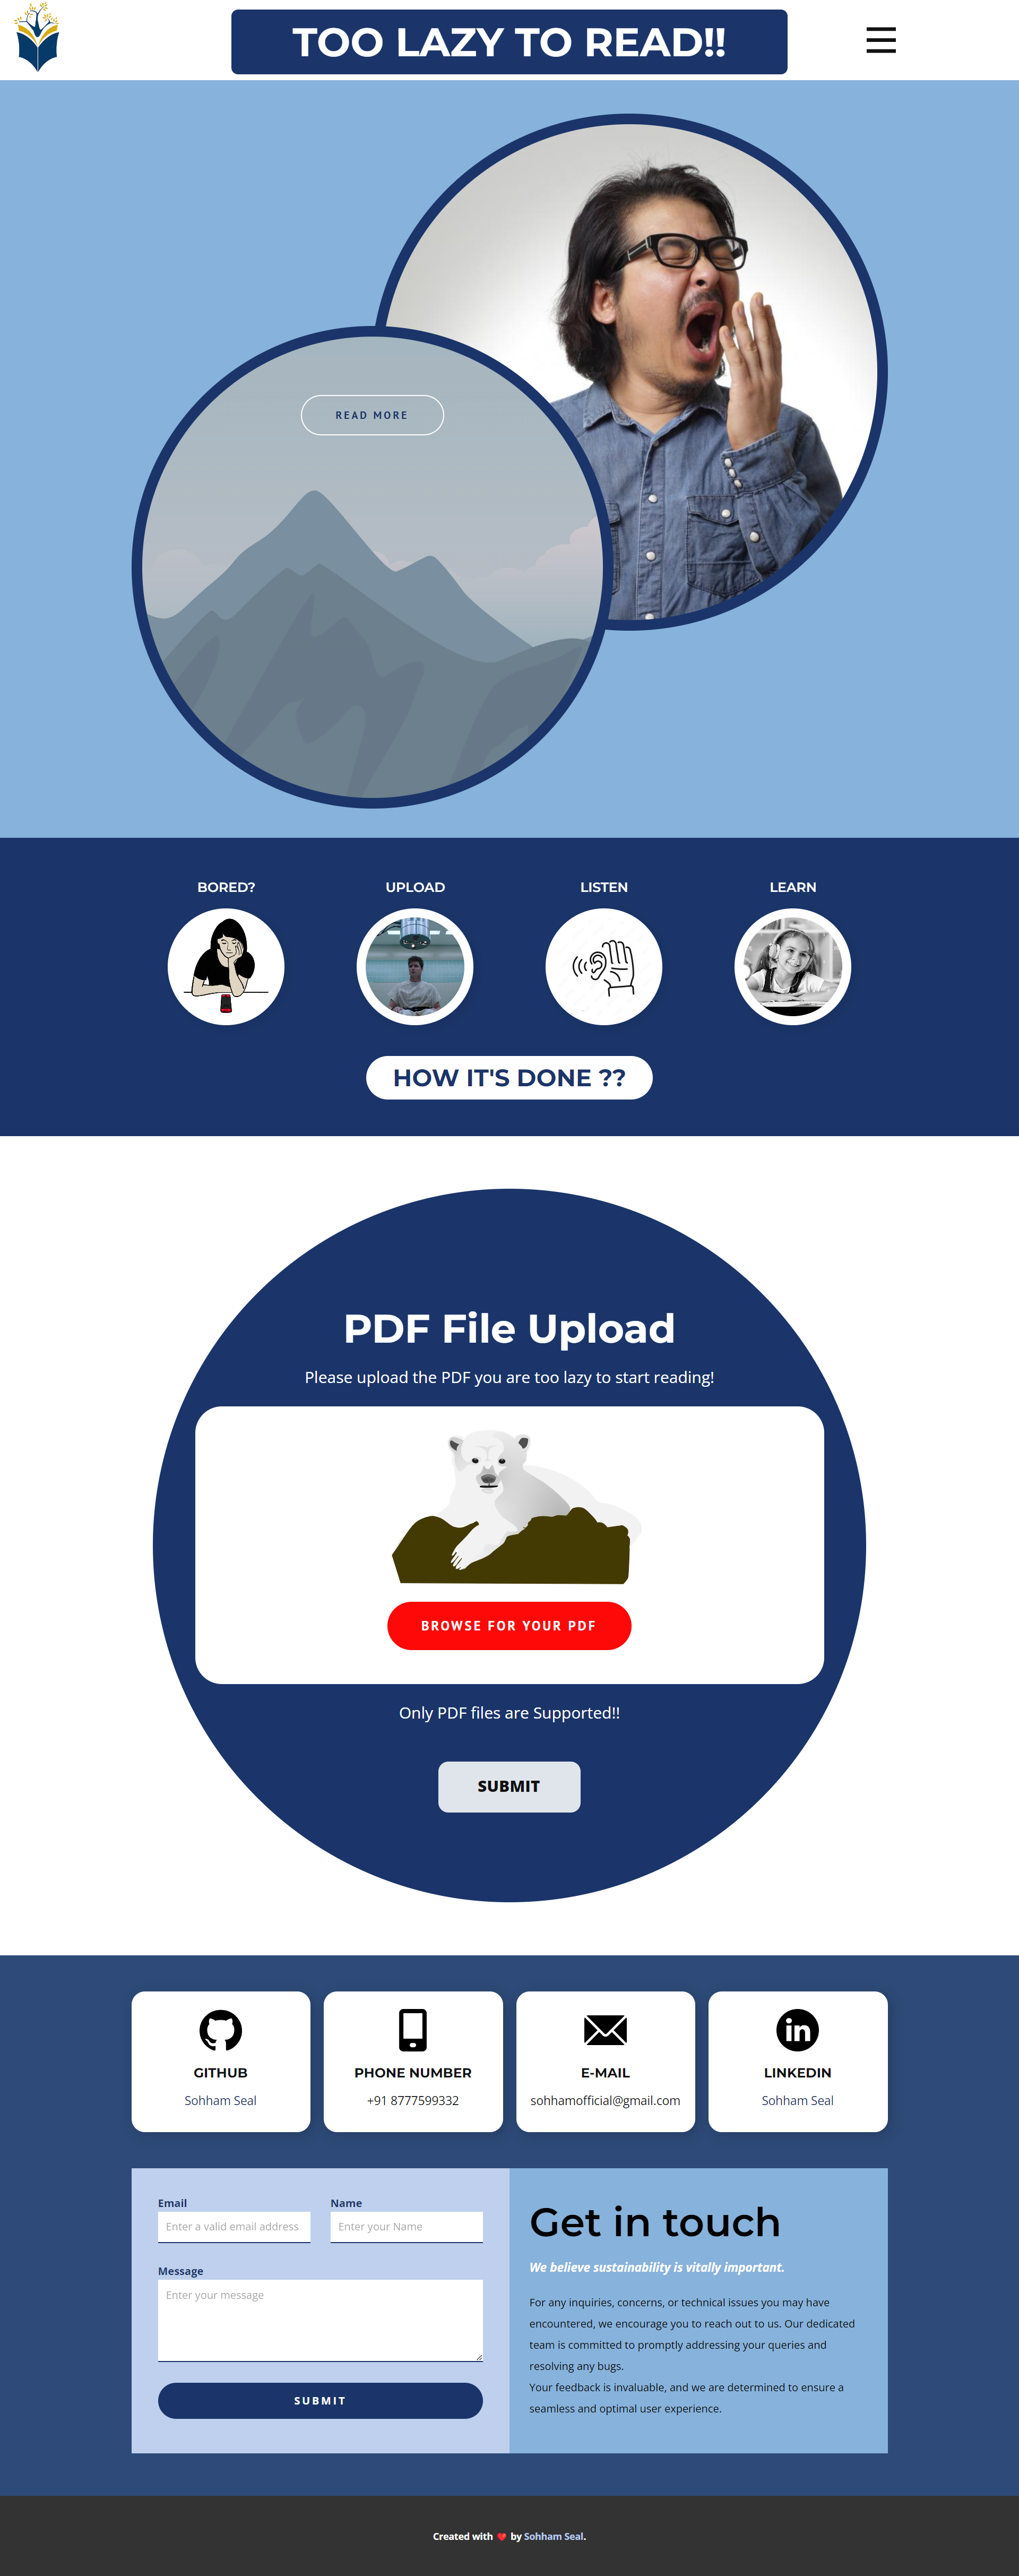 TOO LAZY TO READ!!
READ MORE
BORED?
UPLOAD
LISTEN
LEARN
HOW IT'S DONE ??
PDF File Upload
Please upload the PDF you are too lazy to start reading!
BROWSE FOR YOUR PDF
Only PDF files are Supported!!
SUBMIT
GITHUB
Sohham Seal
PHONE NUMBER
+91 8777599332
E-MAIL
sohhamofficial@gmail.com
LINKEDIN
Sohham Seal
Email
Enter a valid email address
Name
Enter your Name
Message
Enter your message
SUBMIT
Get in touch
We believe sustainability is vitally important.
For any inquiries, concerns, or technical issues you may have
encountered, we encourage you to reach out to us. Our dedicated
team is committed to promptly addressing your queries and
resolving any bugs.
Your feedback is invaluable, and we are determined to ensure a
seamless and optimal user experience.
Created with ❤ by Sohham Seal.